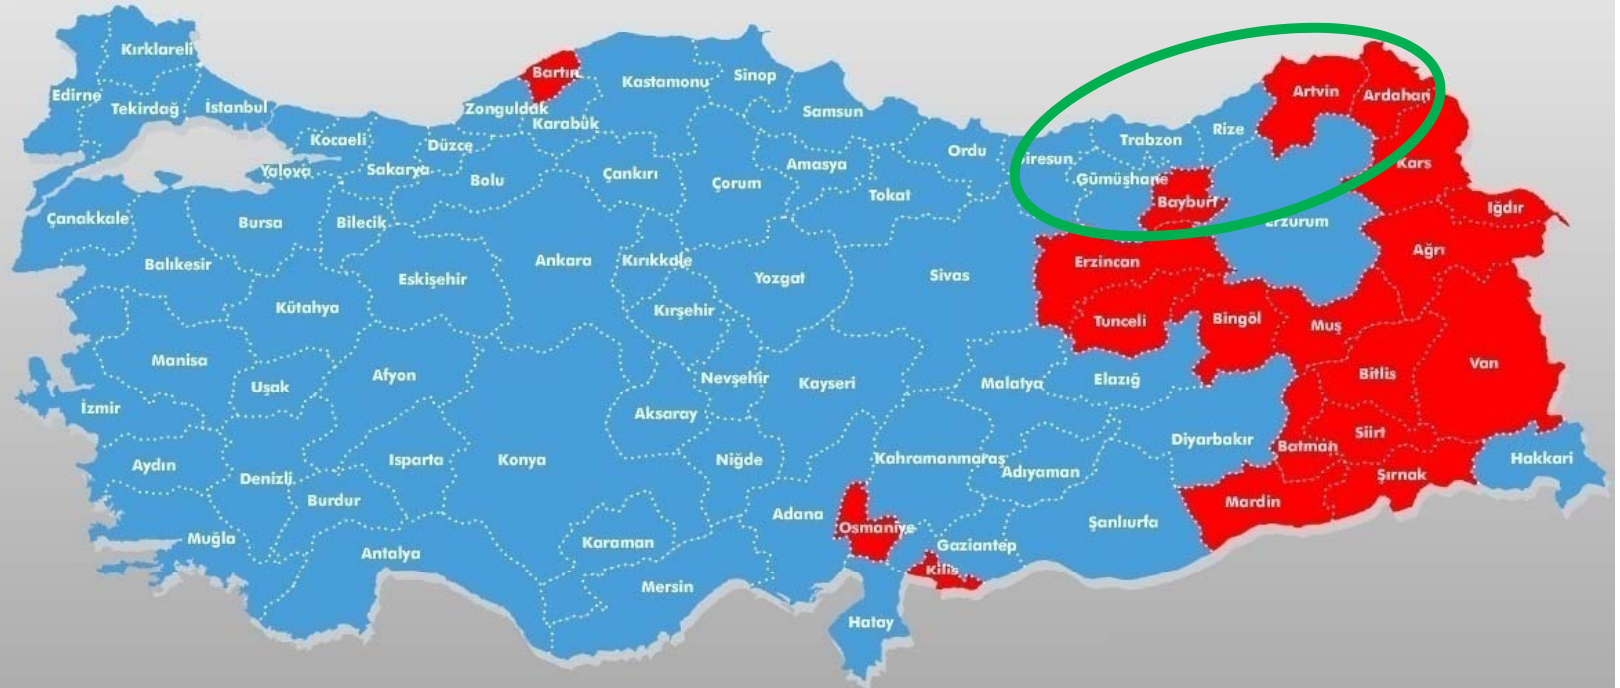 Kırklareli
Edirne
Tekirdağ
İstanbul
Kocaeli
Yalova
Sakarya
Düzce
Zonguldak
Bartın
Karabük
Kastamonu
Sinop
Samsun
Ordu
iresun
Trabzon
Rize
Artvin
Ardahan
Kars
Gümüşhane
Bayburt
Erzurum
Iğdır
Ağrı
Çanakkale
Bursa
Bilecik
Bolu
Çankırı
Çorum
Amasya
Tokat
Balıkesir
Kütahya
Eskişehir
Ankara
Kırıkkale
Kırşehir
Yozgat
Sivas
Erzincan
Tunceli
Bingöl
Muş
Bitlis
Van
Manisa
Uşak
Afyon
İzmir
Aksaray
Nevşehir
Kayseri
Malatya
Elazığ
Diyarbakır
Batman
Siirt
Şırnak
Hakkari
Mardin
Aydın
Denizli
Isparta
Burdur
Konya
Niğde
Kahramanmaraş
Adıyaman
Şanlıurfa
Adana
Osmaniye
Gaziantep
Kilis
Muğla
Antalya
Karaman
Mersin
Hatay